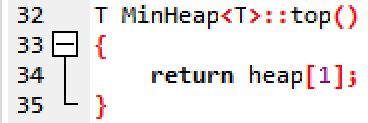 32 T MinHeap<T>::top()
33 {
34 return heap[1];
35 }